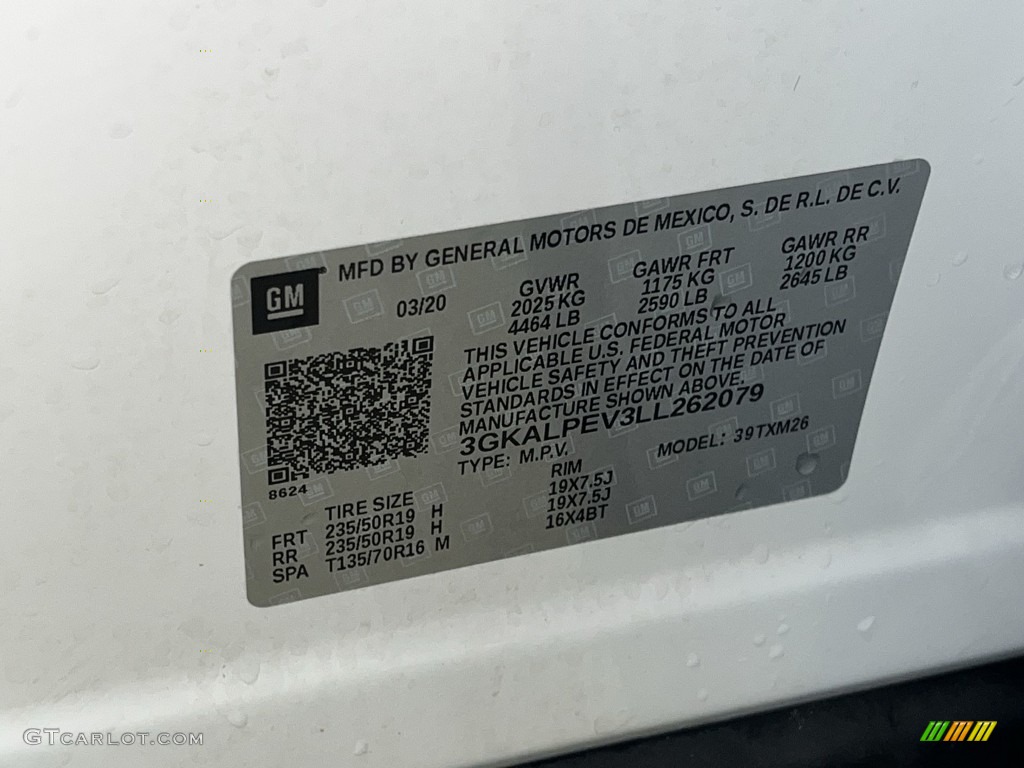 MFD BY GENERAL MOTORS DE MEXICO, S. DE R.L. DE C.V.
GM
03/20
GVWR GAWR FRT GAWR RR
2025 KG 1175 KG 1200 KG
4464 LB 2590 LB 2645 LB
THIS VEHICLE CONFORMS TO ALL
APPLICABLE U.S. FEDERAL MOTOR
VEHICLE SAFETY AND THEFT PREVENTION
STANDARDS IN EFFECT ON THE DATE OF
MANUFACTURE SHOWN ABOVE.
3GKALPEV3LL262079
TYPE: M.P.V. MODEL: 39TXM26
8624
TIRE SIZE RIM
FRT 235/50R19 H 19X7.5J
RR 235/50R19 H 19X7.5J
SPA T135/70R16 M 16X4BT
GTCARLOT.COM